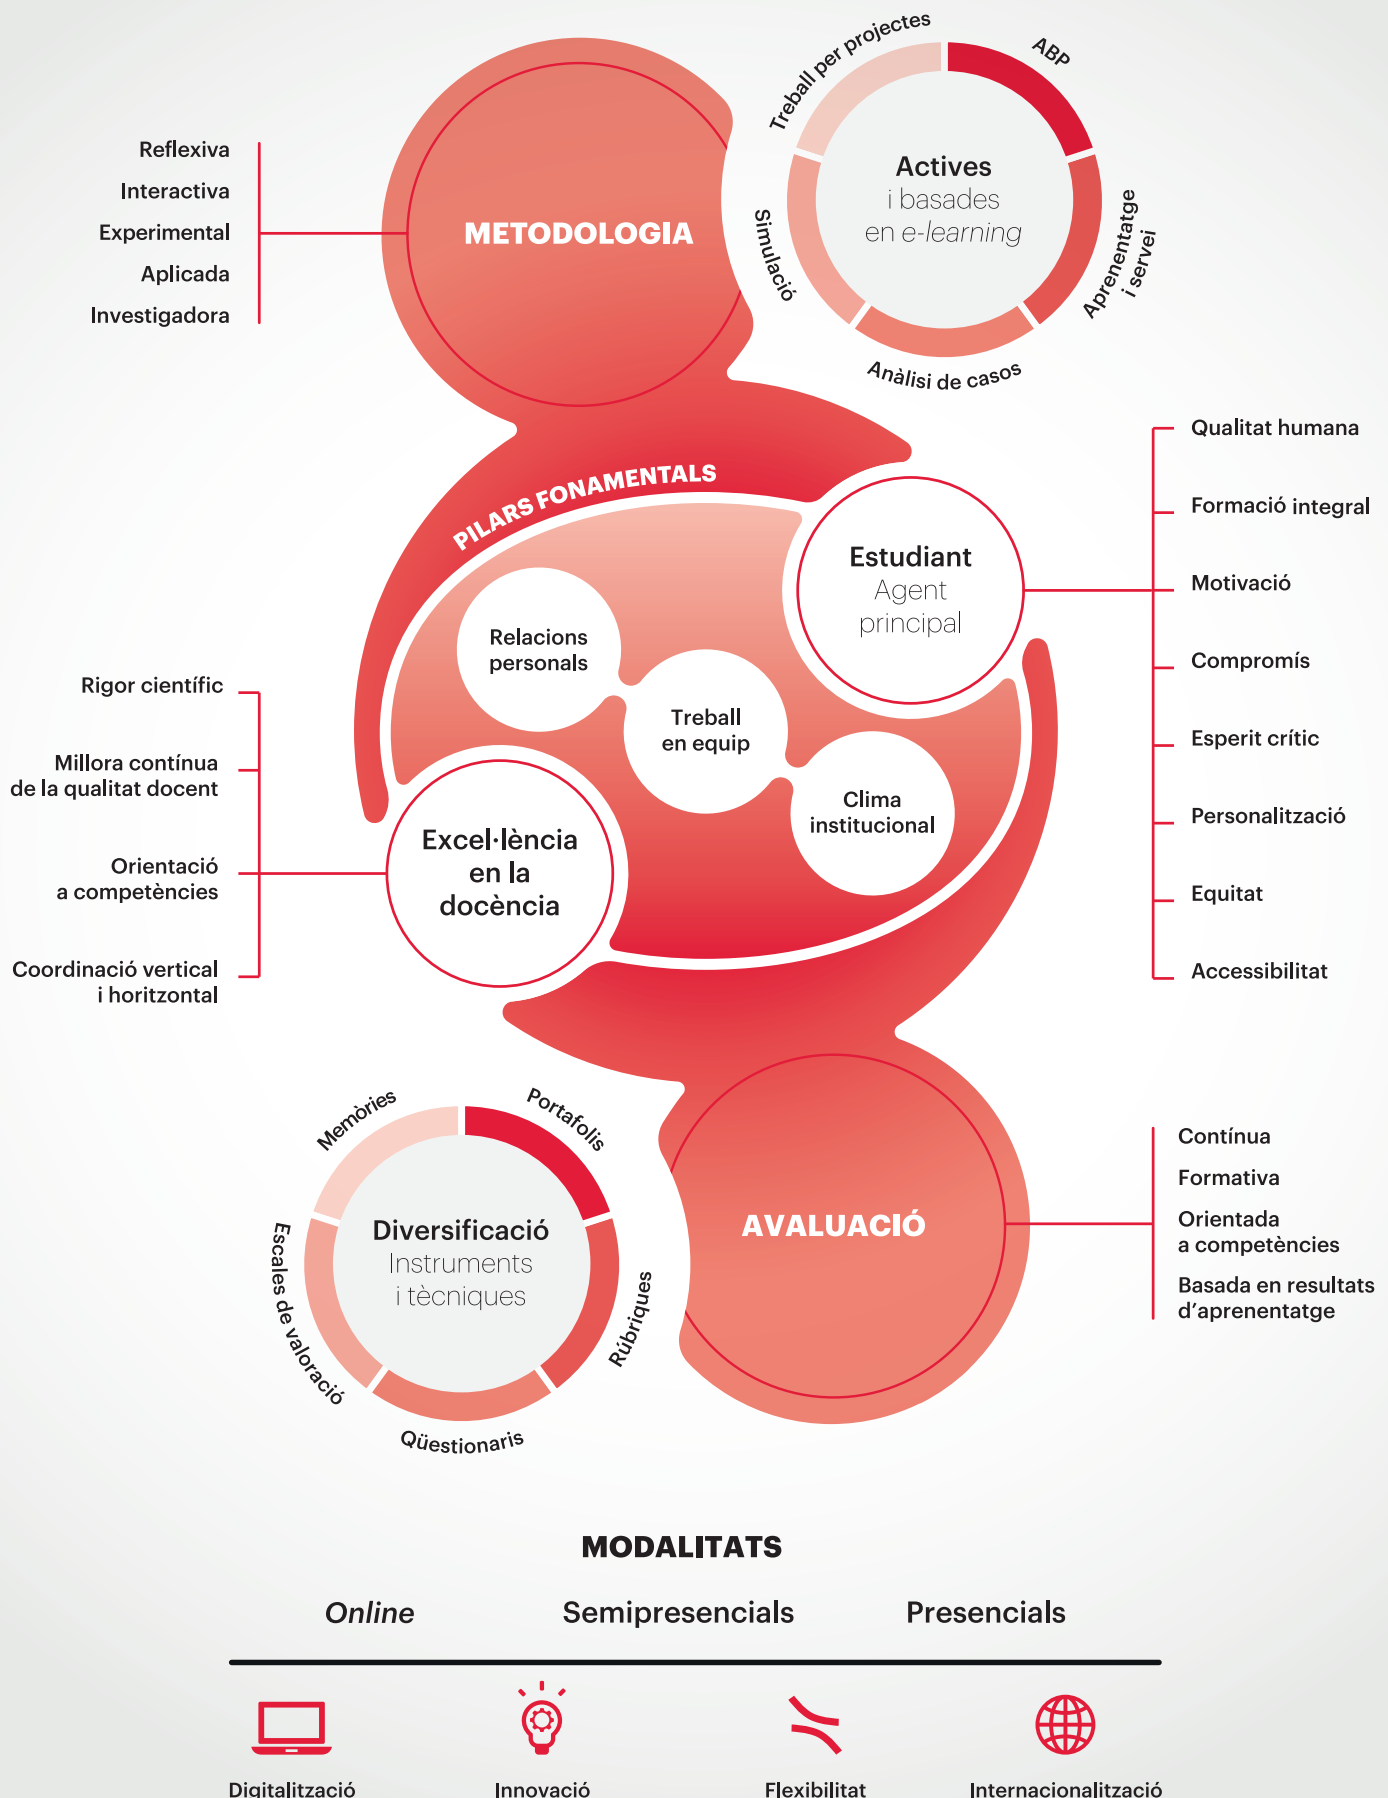 Treball per projectes
ABP
Aprenentatge
i servei
Anàlisi de casos
Simulació
Actives
i basades
en e-learning
METODOLOGIA
Reflexiva
Interactiva
Experimental
Aplicada
Investigadora
PILARS FONAMENTALS
Estudiant
Agent
principal
Qualitat humana
Formació integral
Motivació
Compromís
Esperit crític
Personalització
Equitat
Accessibilitat
Relacions
personals
Treball
en equip
Clima
institucional
Excel·lència
en la
docència
Rigor científic
Millora contínua
de la qualitat docent
Orientació
a competències
Coordinació vertical
i horitzontal
Memòries
Portafolis
Rúbriques
Qüestionaris
Escales de valoració
Diversificació
Instruments
i tècniques
AVALUACIÓ
Contínua
Formativa
Orientada
a competències
Basada en resultats
d’aprenentatge
MODALITATS
Online
Semipresencials
Presencials
Digitalització
Innovació
Flexibilitat
Internacionalització